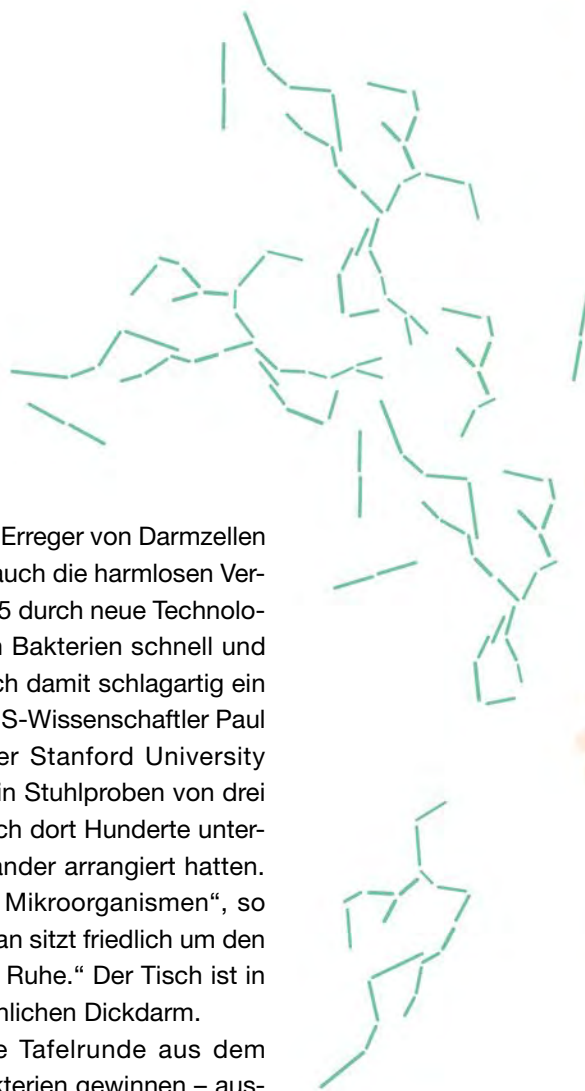 Erreger von Darmzellen
auch die harmlosen Ver-
5 durch neue Technolo-
Bakterien schnell und
ch damit schlagartig ein
S-Wissenschaftler Paul
er Stanford University
in Stuhlproben von drei
ch dort Hunderte unter-
ander arrangiert hatten.
Mikroorganismen“, so
an sitzt friedlich um den
Ruhe.“ Der Tisch ist in
nlichen Dickdarm.
e Tafelrunde aus dem
kterien gewinnen – aus-